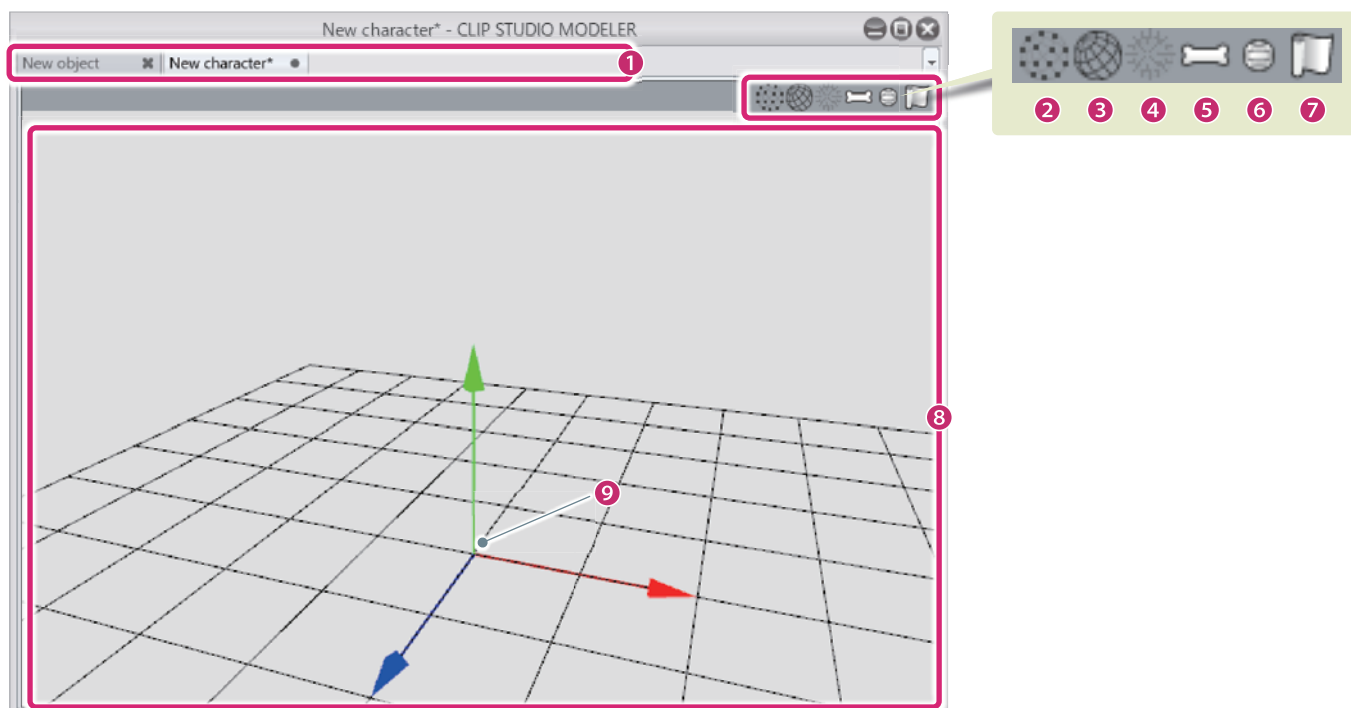 New character* - CLIP STUDIO MODELER
New object
New character*
1
2 3 4 5 6 7
8
9